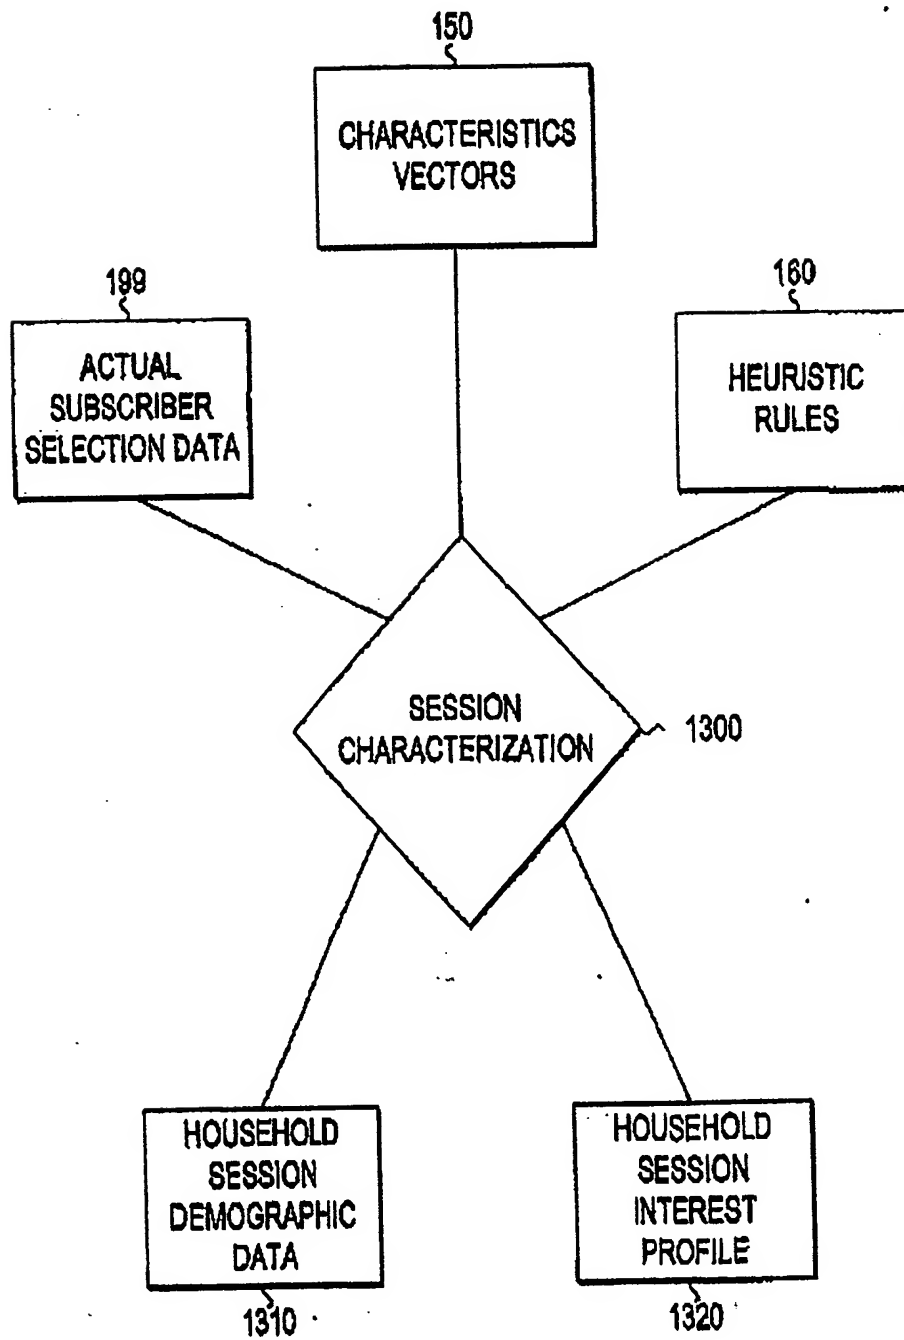 150
CHARACTERISTICS
VECTORS
199
ACTUAL
SUBSCRIBER
SELECTION DATA
160
HEURISTIC
RULES
SESSION
CHARACTERIZATION
1300
HOUSEHOLD
SESSION
DEMOGRAPHIC
DATA
1310
HOUSEHOLD
SESSION
INTEREST
PROFILE
1320